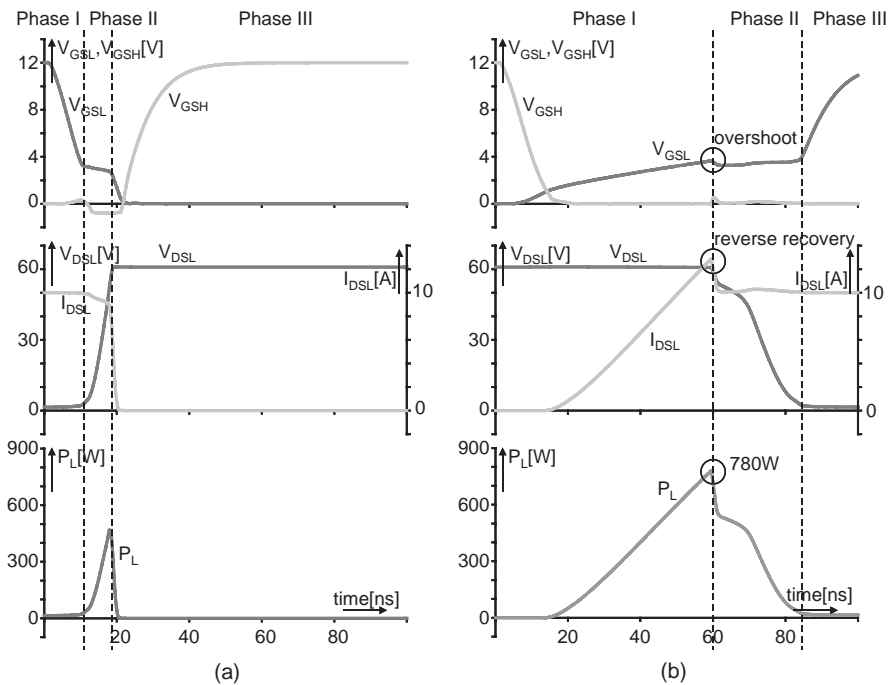 Phase I Phase II Phase III
V_GSL,V_GSH[V]
12
8
4
0
V_GSL
V_GSH
V_DSL[V]
V_DSL
I_DSL[A]
60
30
0
10
0
I_DSL
900
600
300
0
P_L[W]
P_L
time[ns]
20 40 60 80
(a)
Phase I Phase II Phase III
V_GSL,V_GSH[V]
12
8
4
0
V_GSH
V_GSL
overshoot
V_DSL[V]
V_DSL
reverse recovery
I_DSL[A]
60
30
0
10
0
I_DSL
900
600
300
0
P_L[W]
780W
P_L
time[ns]
20 40 60 80
(b)